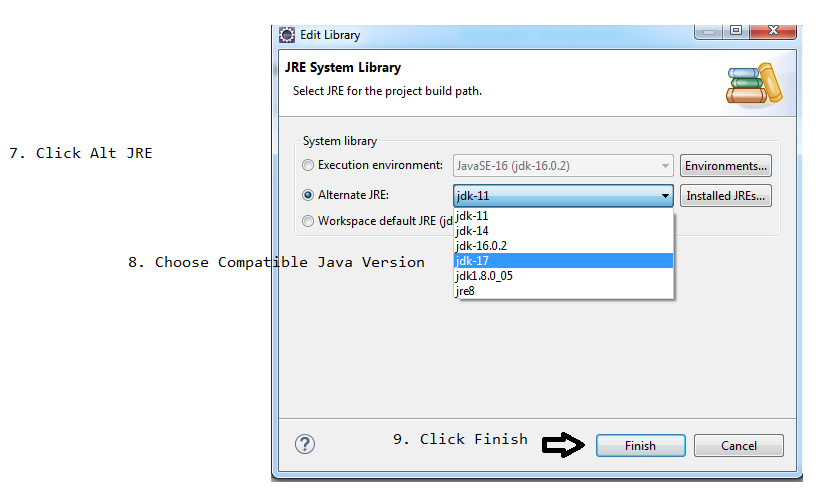 Edit Library
JRE System Library
Select JRE for the project build path.
System library
7. Click Alt JRE
Execution environment: JavaSE-16 (jdk-16.0.2) Environments...
Alternate JRE: jdk-11 Installed JREs...
Workspace default JRE (jd
jdk-11
jdk-14
jdk-16.0.2
8. Choose Compatible Java Version
jdk-17
jdk1.8.0_05
jre8
9. Click Finish
Finish Cancel